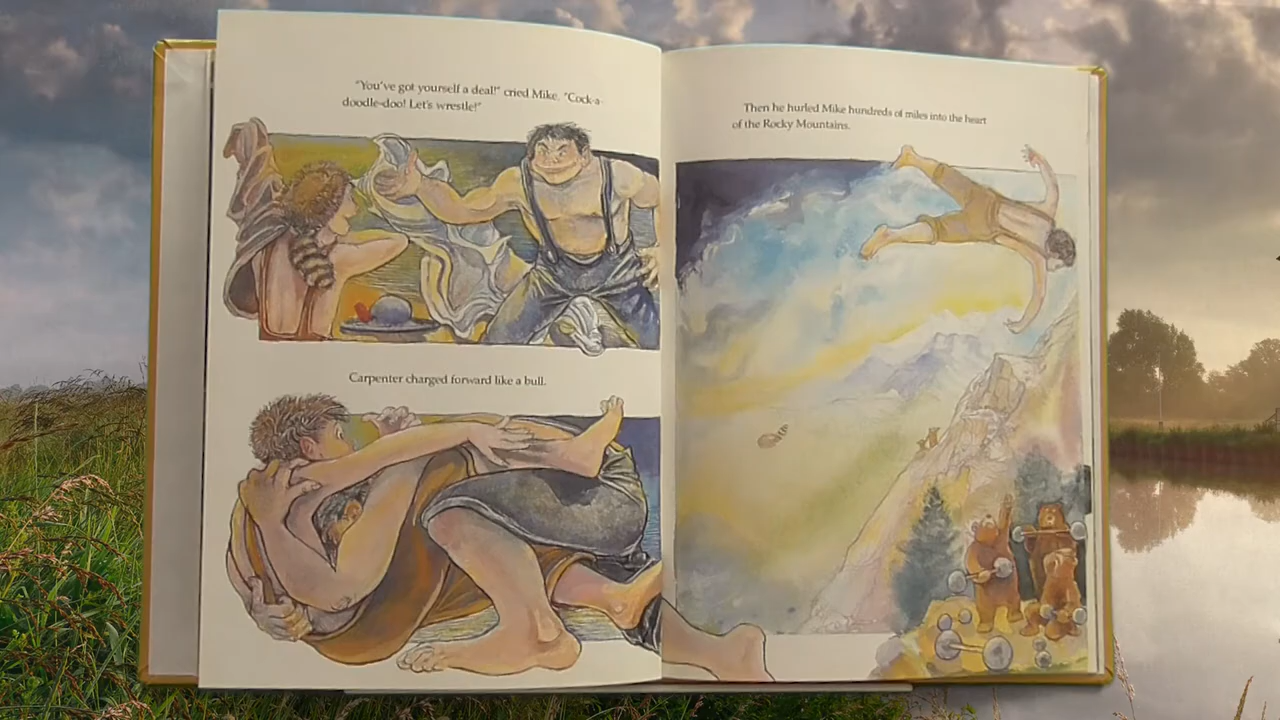 "You've got yourself a deal!" cried Mike. "Cock-a-
doodle-doo! Let's wrestle!"
Carpenter charged forward like a bull.
Then he hurled Mike hundreds of miles into the heart
of the Rocky Mountains.